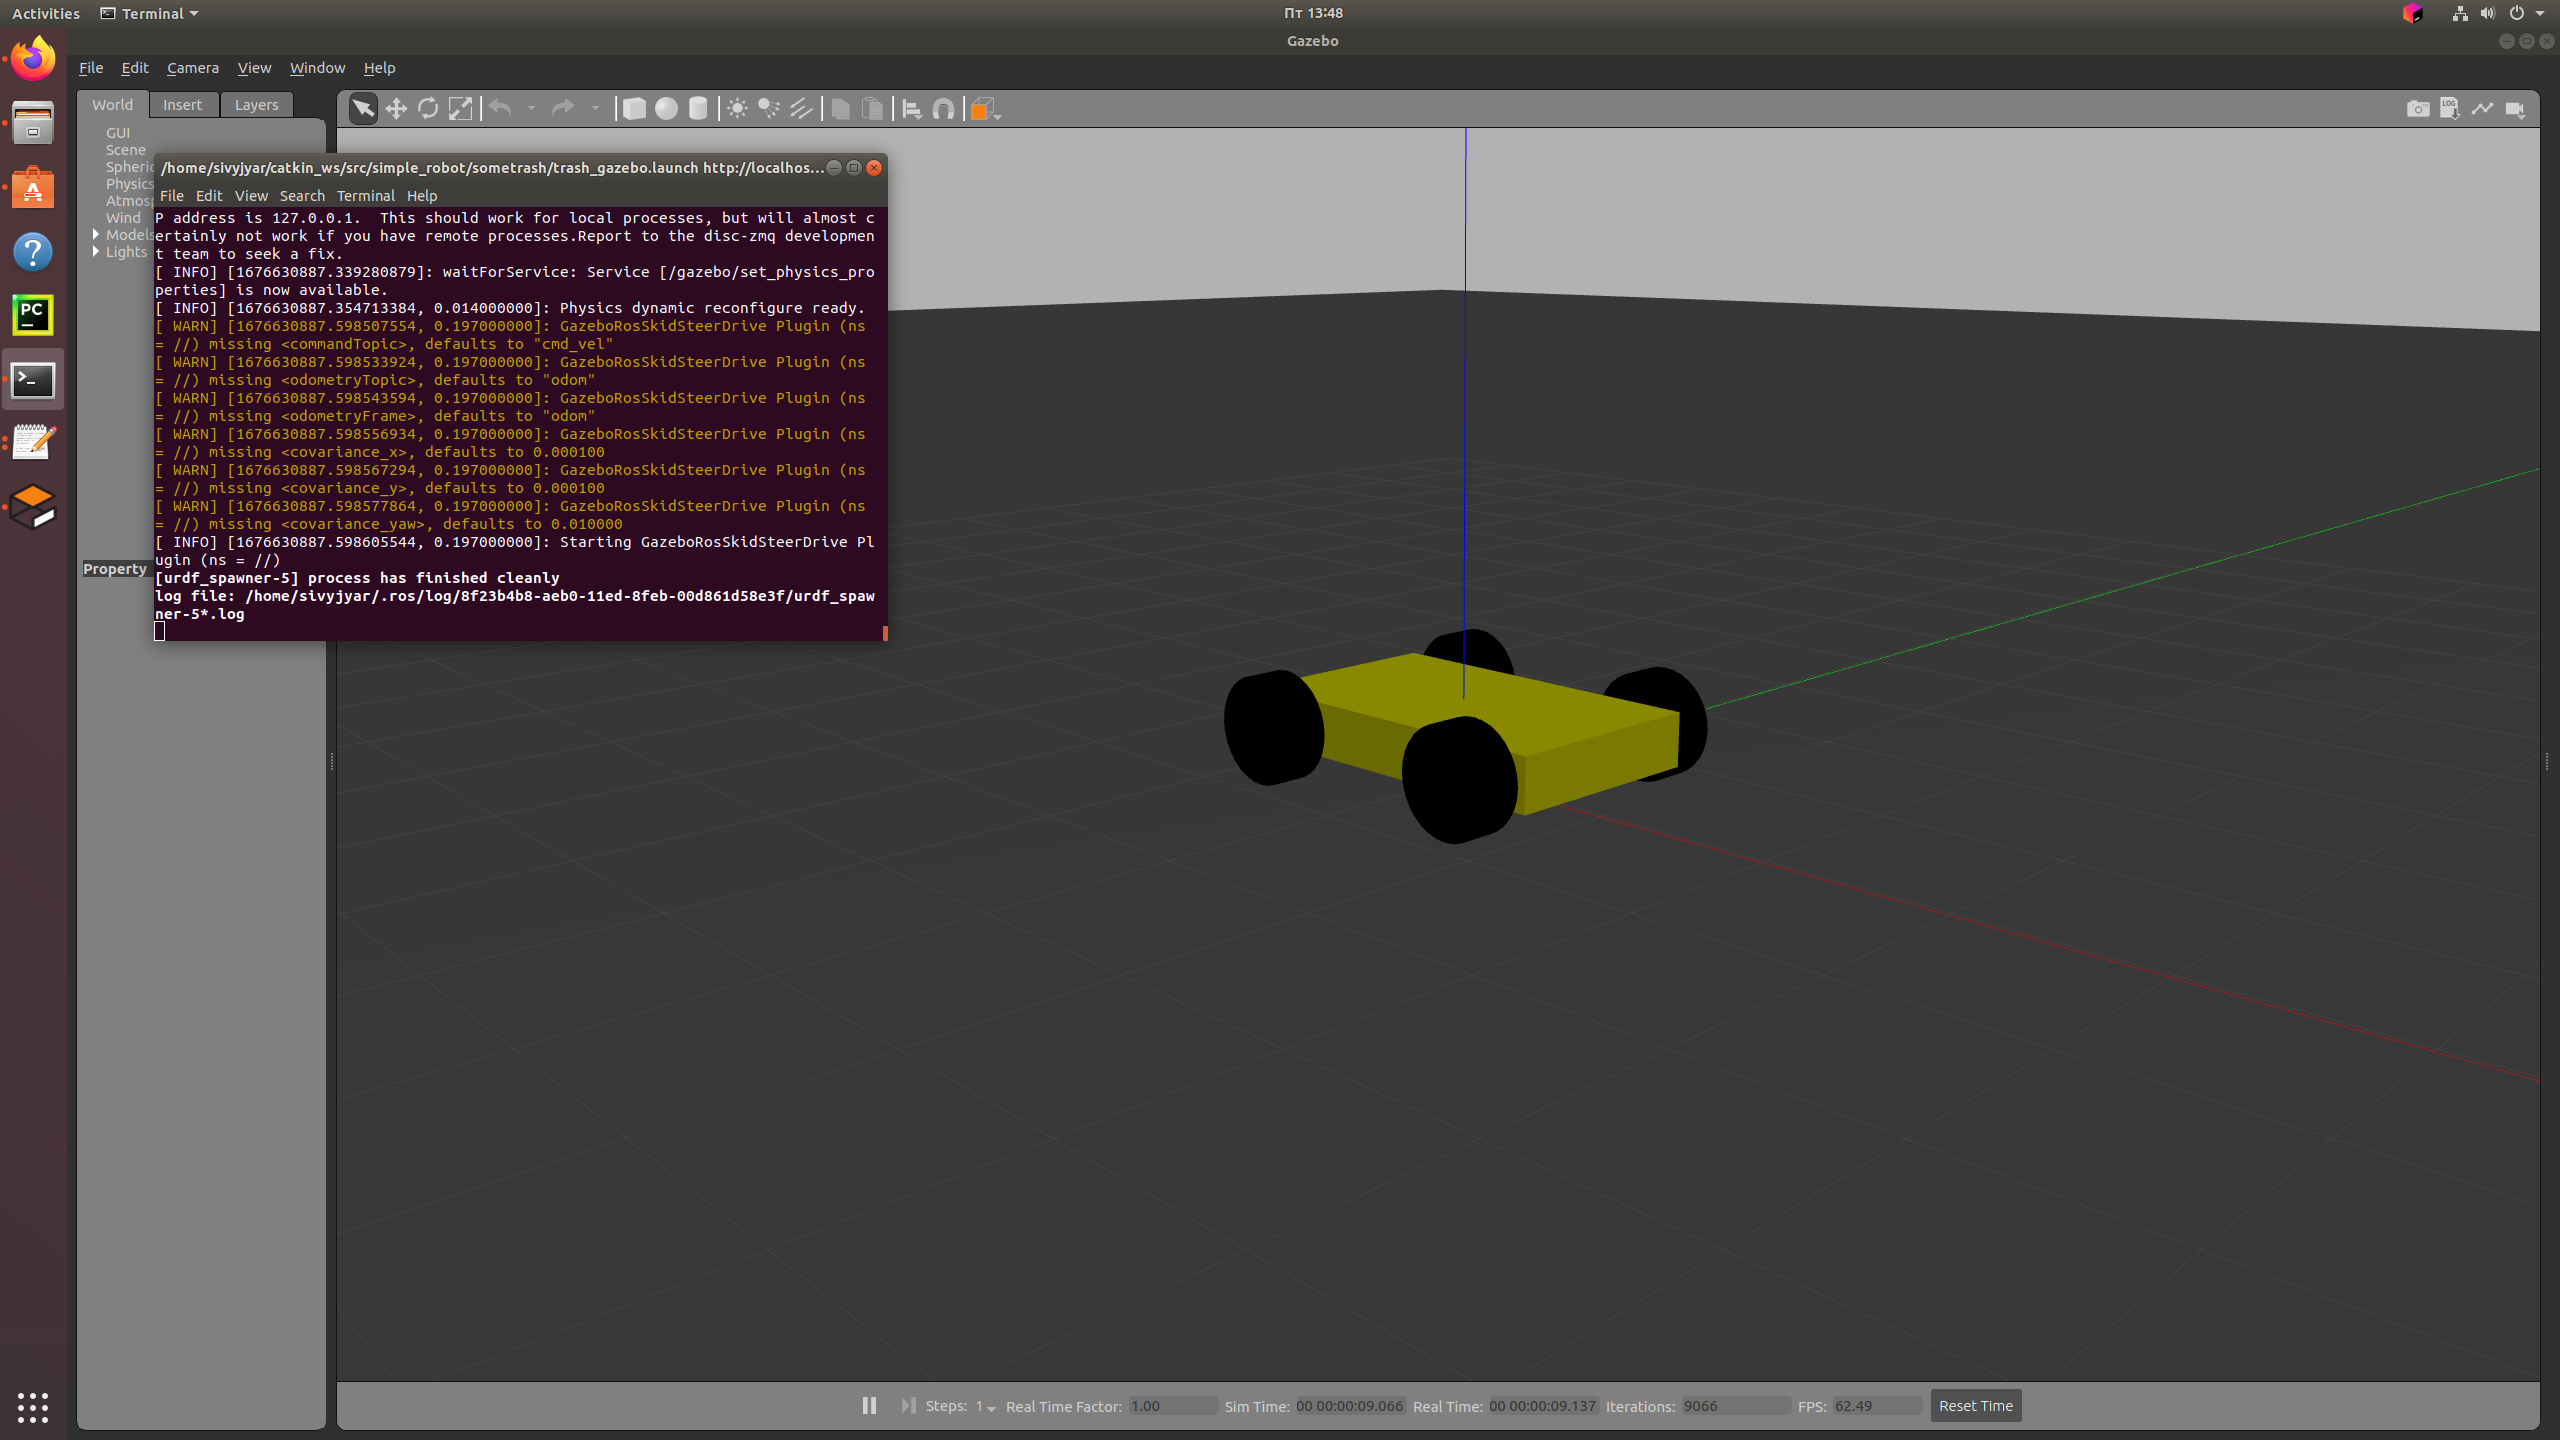 Activities Terminal Пт 13:48
Gazebo
File Edit Camera View Window Help
World Insert Layers
GUI
Scene
Spheric
Physics
Atmosp
Wind
Models
Lights
Property
LOG
PC
/home/sivyjyar/catkin_ws/src/simple_robot/sometrash/trash_gazebo.launch http://localhos...
File Edit View Search Terminal Help
P address is 127.0.0.1.  This should work for local processes, but will almost c
ertainly not work if you have remote processes.Report to the disc-zmq developmen
t team to seek a fix.
[ INFO] [1676630887.339280879]: waitForService: Service [/gazebo/set_physics_pro
perties] is now available.
[ INFO] [1676630887.354713384, 0.014000000]: Physics dynamic reconfigure ready.
[ WARN] [1676630887.598507554, 0.197000000]: GazeboRosSkidSteerDrive Plugin (ns
= //) missing <commandTopic>, defaults to "cmd_vel"
[ WARN] [1676630887.598533924, 0.197000000]: GazeboRosSkidSteerDrive Plugin (ns
= //) missing <odometryTopic>, defaults to "odom"
[ WARN] [1676630887.598543594, 0.197000000]: GazeboRosSkidSteerDrive Plugin (ns
= //) missing <odometryFrame>, defaults to "odom"
[ WARN] [1676630887.598556934, 0.197000000]: GazeboRosSkidSteerDrive Plugin (ns
= //) missing <covariance_x>, defaults to 0.000100
[ WARN] [1676630887.598567294, 0.197000000]: GazeboRosSkidSteerDrive Plugin (ns
= //) missing <covariance_y>, defaults to 0.000100
[ WARN] [1676630887.598577864, 0.197000000]: GazeboRosSkidSteerDrive Plugin (ns
= //) missing <covariance_yaw>, defaults to 0.010000
[ INFO] [1676630887.598605544, 0.197000000]: Starting GazeboRosSkidSteerDrive Pl
ugin (ns = //)
[urdf_spawner-5] process has finished cleanly
log file: /home/sivyjyar/.ros/log/8f23b4b8-aeb0-11ed-8feb-00d861d58e3f/urdf_spaw
ner-5*.log
Steps: 1 Real Time Factor: 1.00 Sim Time: 00 00:00:09.066 Real Time: 00 00:00:09.137 Iterations: 9066 FPS: 62.49 Reset Time